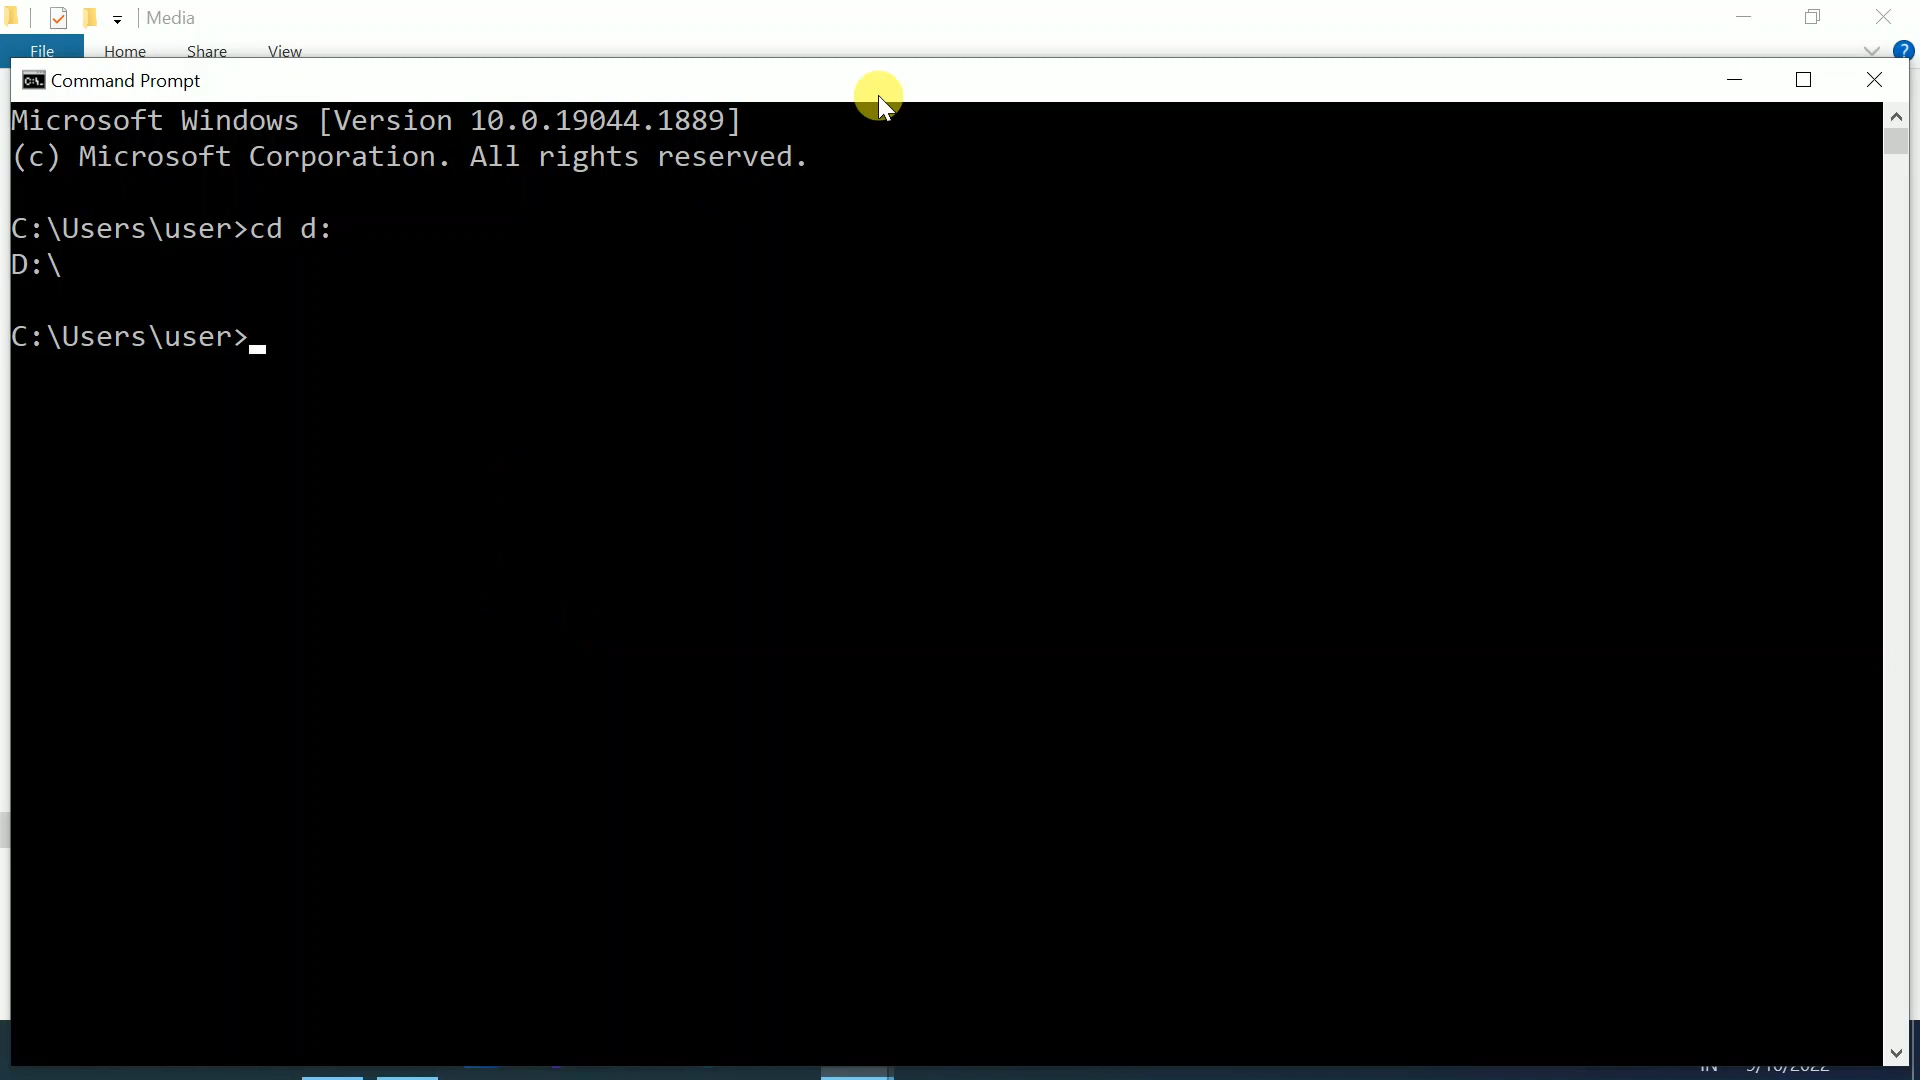 Media
File Home Share View
?
C:\.
Command Prompt
Microsoft Windows [Version 10.0.19044.1889]
(c) Microsoft Corporation. All rights reserved.
C:\Users\user>cd d:
D:\
C:\Users\user>